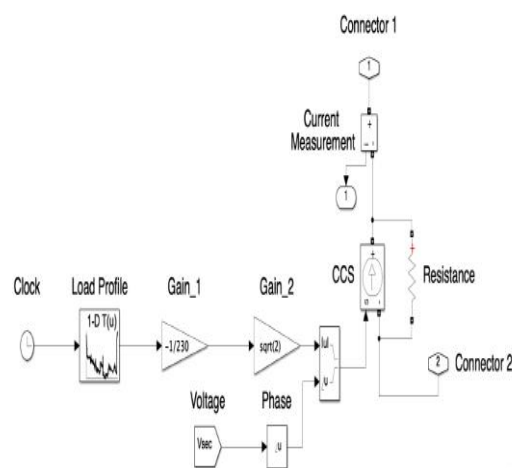 Connector 1
1
Current
Measurement
+
1
Clock
Load Profile
Gain_1
Gain_2
CCS
+
Resistance
1-D T(u)
-1/230
sqrt(2)
|u|
∠u
2
Connector 2
Voltage
Phase
Vsec
∠u